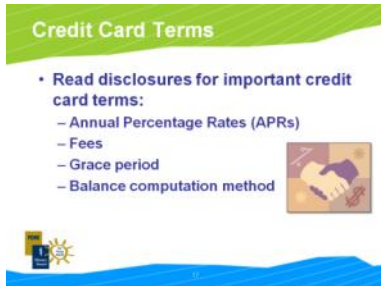 Credit Card Terms
• Read disclosures for important credit
card terms:
– Annual Percentage Rates (APRs)
– Fees
– Grace period
– Balance computation method